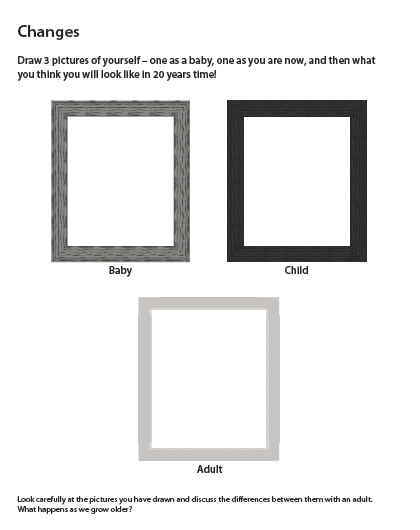 Changes
Draw 3 pictures of yourself – one as a baby, one as you are now, and then what
you think you will look like in 20 years time!
Baby
Child
Adult
Look carefully at the pictures you have drawn and discuss the differences between them with an adult.
What happens as we grow older?